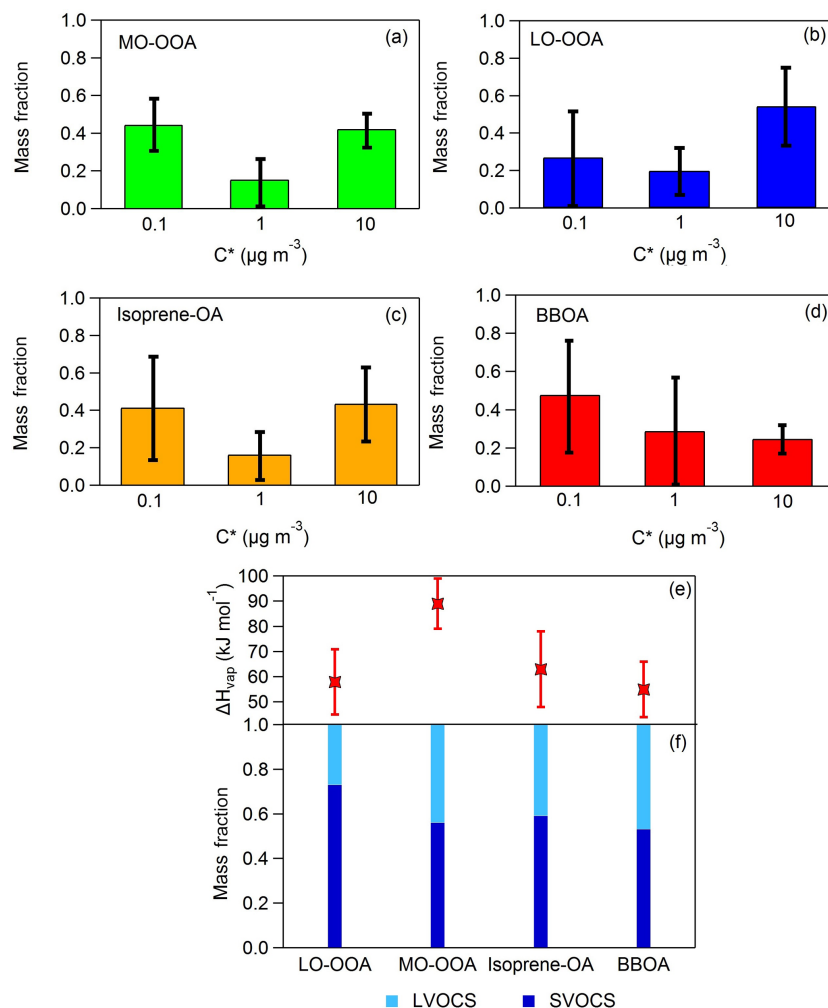 MO-OOA
(a)
Mass fraction
1.0
0.8
0.6
0.4
0.2
0.0
0.1 1 10
C* (µg m⁻³)
LO-OOA
(b)
Mass fraction
1.0
0.8
0.6
0.4
0.2
0.0
0.1 1 10
C* (µg m⁻³)
Isoprene-OA
(c)
Mass fraction
1.0
0.8
0.6
0.4
0.2
0.0
0.1 1 10
C* (µg m⁻³)
BBOA
(d)
Mass fraction
1.0
0.8
0.6
0.4
0.2
0.0
0.1 1 10
C* (µg m⁻³)
(e)
ΔHvap (kJ mol⁻¹)
100
90
80
70
60
50
(f)
Mass fraction
1.0
0.8
0.6
0.4
0.2
0.0
LO-OOA MO-OOA Isoprene-OA BBOA
LVOCS SVOCS